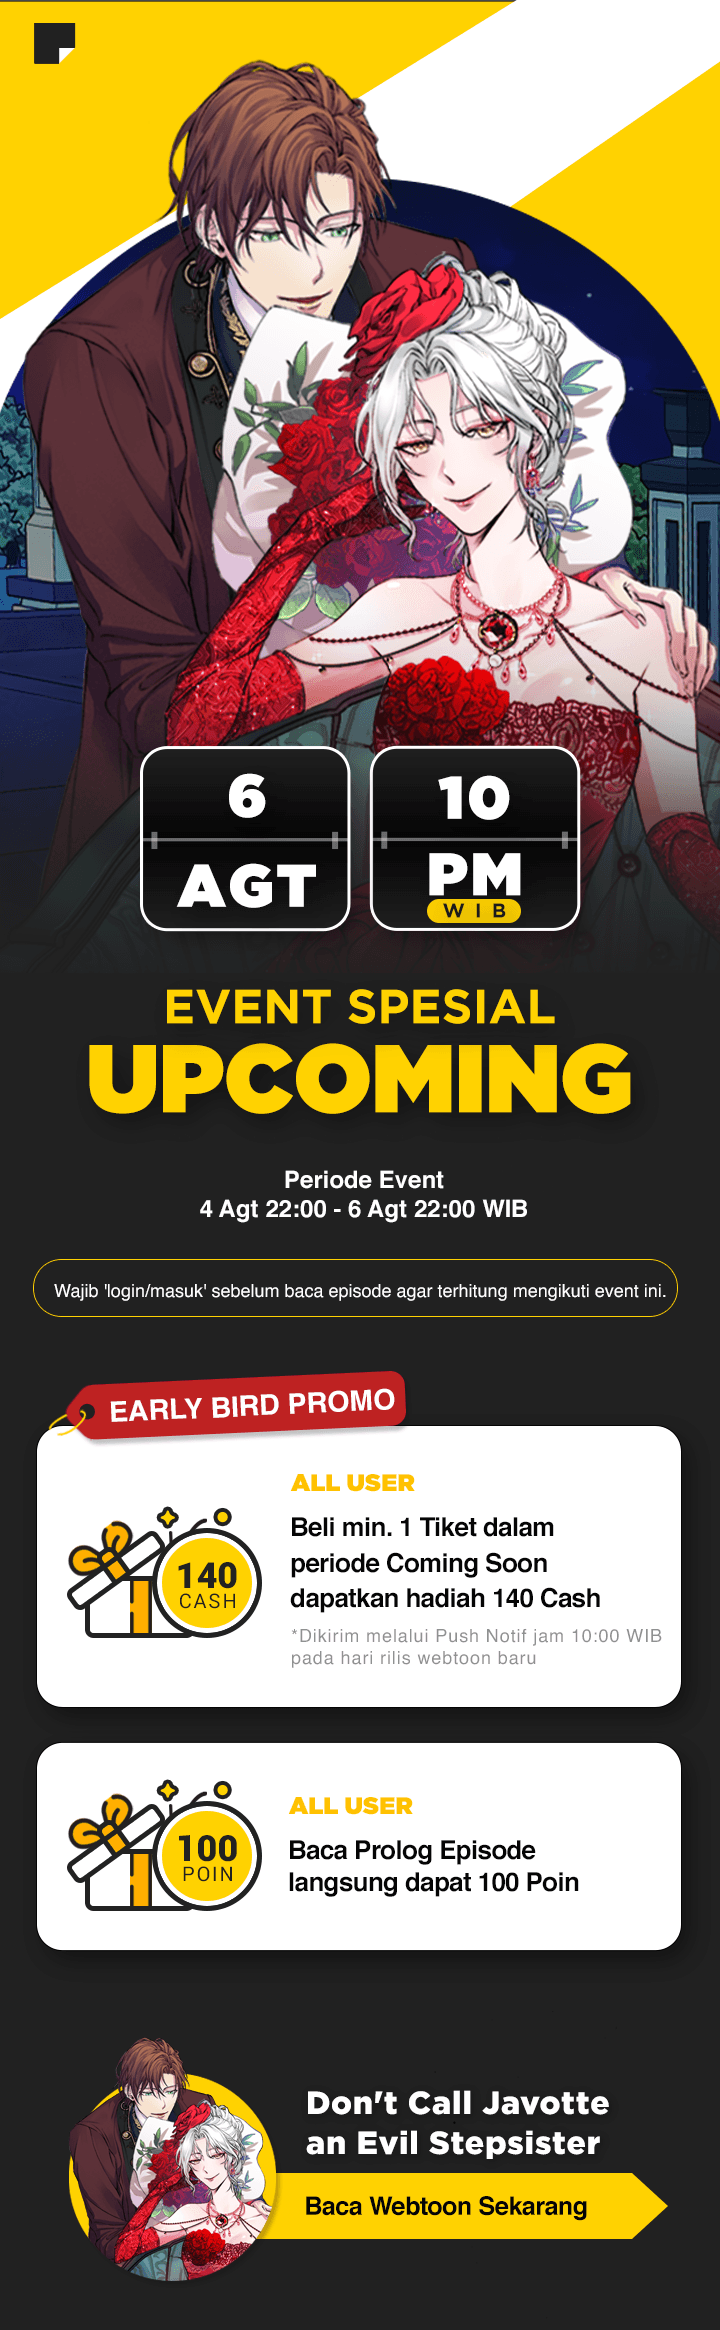 6
AGT
10
PM
WIB
EVENT SPESIAL
UPCOMING
Periode Event
4 Agt 22:00 - 6 Agt 22:00 WIB
Wajib 'login/masuk' sebelum baca episode agar terhitung mengikuti event ini.
EARLY BIRD PROMO
140
CASH
ALL USER
Beli min. 1 Tiket dalam
periode Coming Soon
dapatkan hadiah 140 Cash
*Dikirim melalui Push Notif jam 10:00 WIB
pada hari rilis webtoon baru
100
POIN
ALL USER
Baca Prolog Episode
langsung dapat 100 Poin
Don't Call Javotte
an Evil Stepsister
Baca Webtoon Sekarang